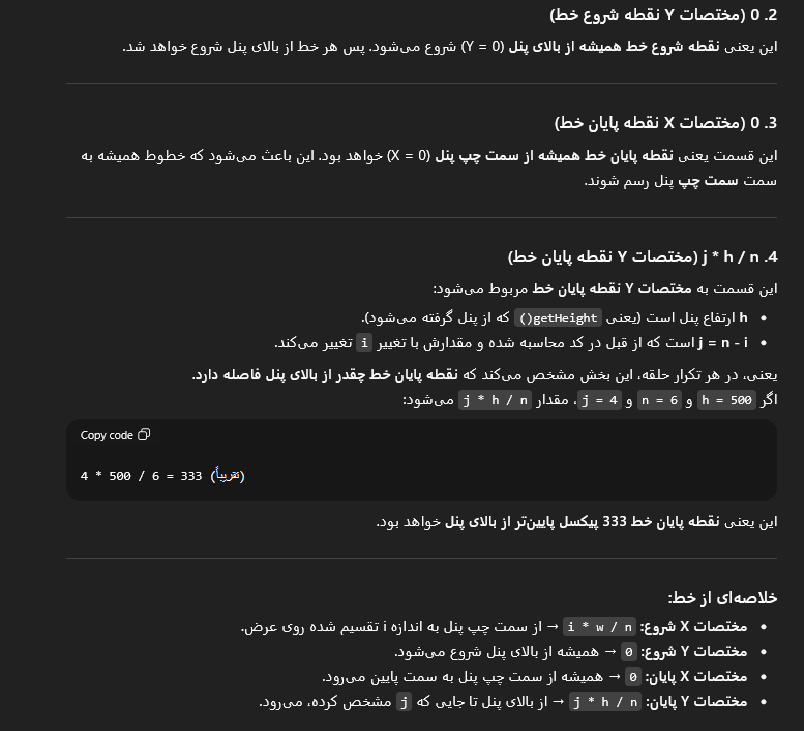 2. 0 (مختصات Y نقطه شروع خط)
این یعنی نقطه شروع خط همیشه از بالای پنل (Y = 0) شروع می‌شود. پس هر خط از بالای پنل شروع خواهد شد.
3. 0 (مختصات X نقطه پایان خط)
این قسمت یعنی نقطه پایان خط همیشه از سمت چپ پنل (X = 0) خواهد بود. این باعث می‌شود که خطوط همیشه به
سمت سمت چپ پنل رسم شوند.
4. j * h / n (مختصات Y نقطه پایان خط)
این قسمت به مختصات Y نقطه پایان خط مربوط می‌شود:
• h ارتفاع پنل است (یعنی getHeight() که از پنل گرفته می‌شود).
• j = n - i است که از قبل در کد محاسبه شده و مقدارش با تغییر i تغییر می‌کند.
یعنی، در هر تکرار حلقه، این بخش مشخص می‌کند که نقطه پایان خط چقدر از بالای پنل فاصله دارد.
اگر h = 500 و n = 6 و j = 4، مقدار j * h / n می‌شود:
Copy code
4 * 500 / 6 = 333 (تقریباً)
این یعنی نقطه پایان خط 333 پیکسل پایین‌تر از بالای پنل خواهد بود.
خلاصه‌ای از خط:
• مختصات X شروع: i * w / n → از سمت چپ پنل به اندازه i تقسیم شده روی عرض.
• مختصات Y شروع: 0 → همیشه از بالای پنل شروع می‌شود.
• مختصات X پایان: 0 → همیشه از سمت چپ پنل به سمت پایین می‌رود.
• مختصات Y پایان: j * h / n → از بالای پنل تا جایی که j مشخص کرده، می‌رود.